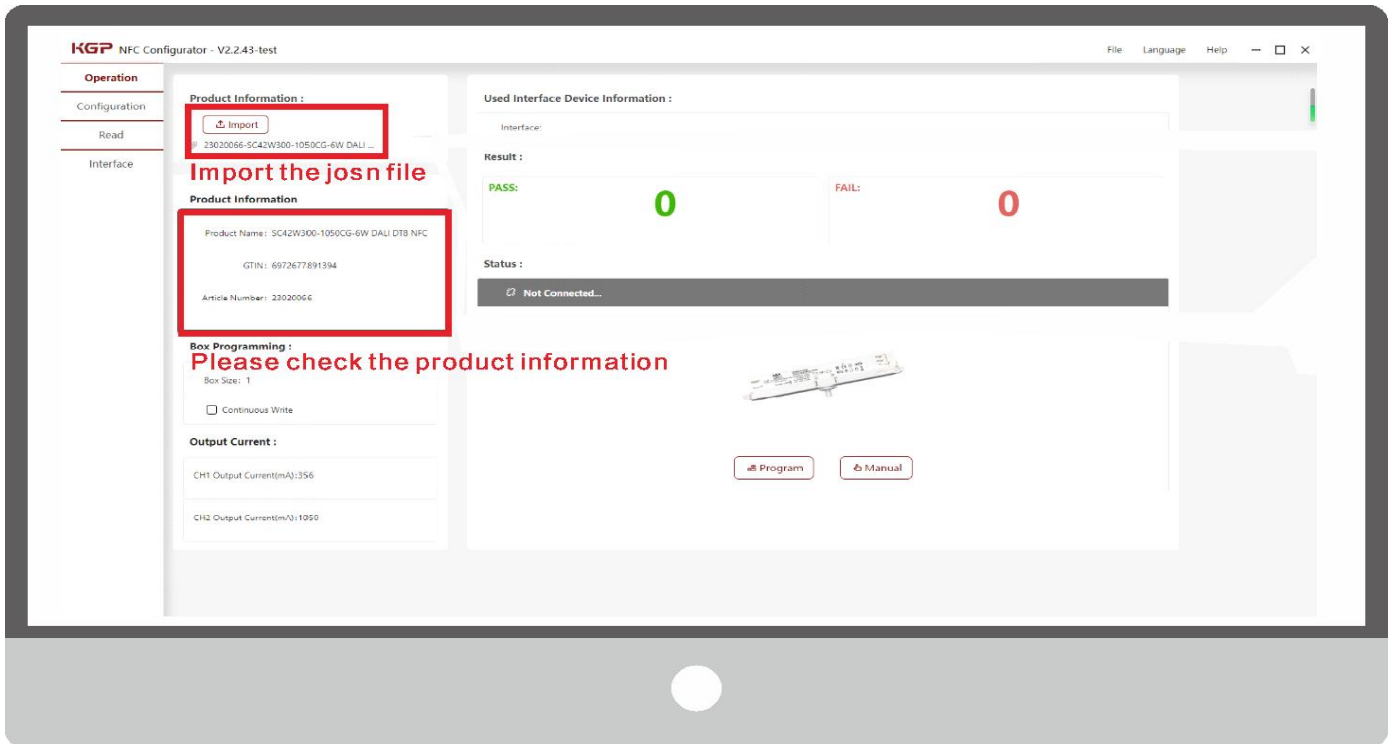 KGP NFC Configurator - V2.2.43-test
File Language Help
Operation
Configuration
Read
Interface
Product Information :
Import
23020066-SC42W300-1050CG-6W DALI ...
Import the josn file
Product Information
Product Name: SC42W300-1050CG-6W DALI DT8 NFC
GTIN: 6972677891394
Article Number: 23020066
Box Programming :
Please check the product information
Box Size: 1
Continuous Write
Output Current :
CH1 Output Current(mA):356
CH2 Output Current(mA):1050
Used Interface Device Information :
Interface:
Result :
PASS:
0
FAIL:
0
Status :
Not Connected...
Program
Manual